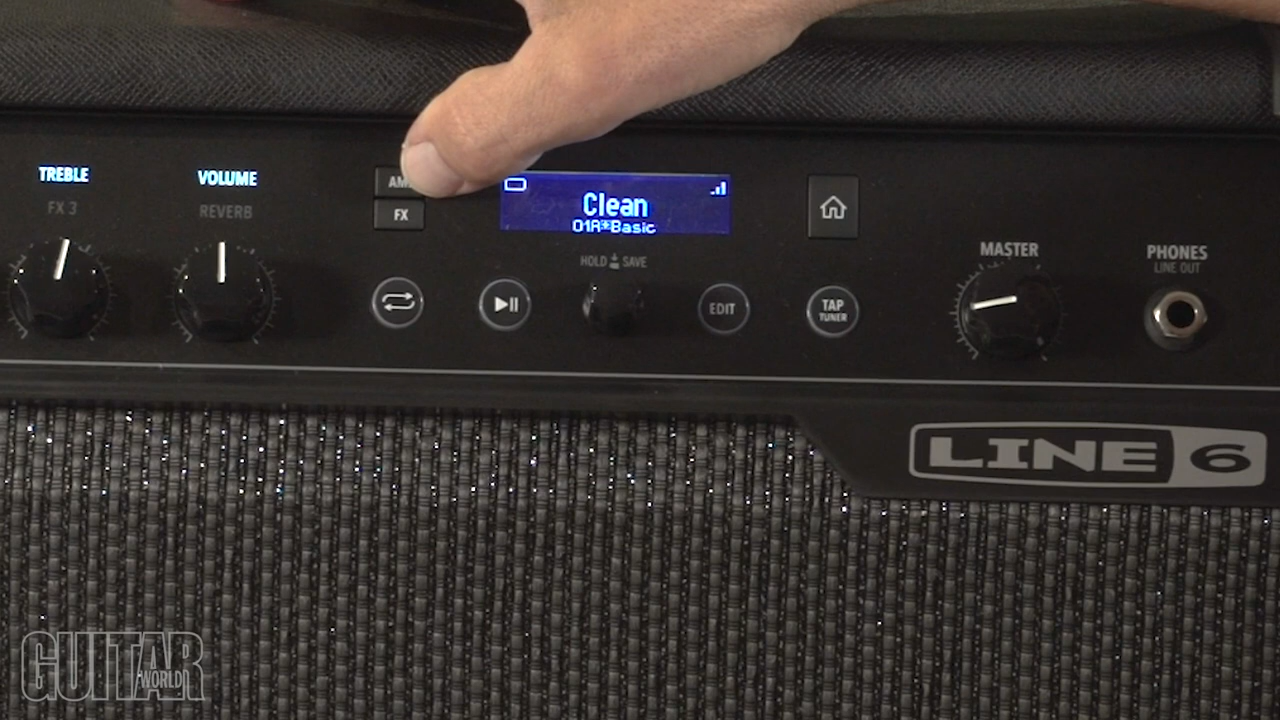 TREBLE
FX 3
VOLUME
REVERB
AM
FX
Clean
01A*Basic
HOLD SAVE
EDIT
TAP
TUNER
MASTER
PHONES
LINE OUT
LINE 6
GUITAR
WORLD